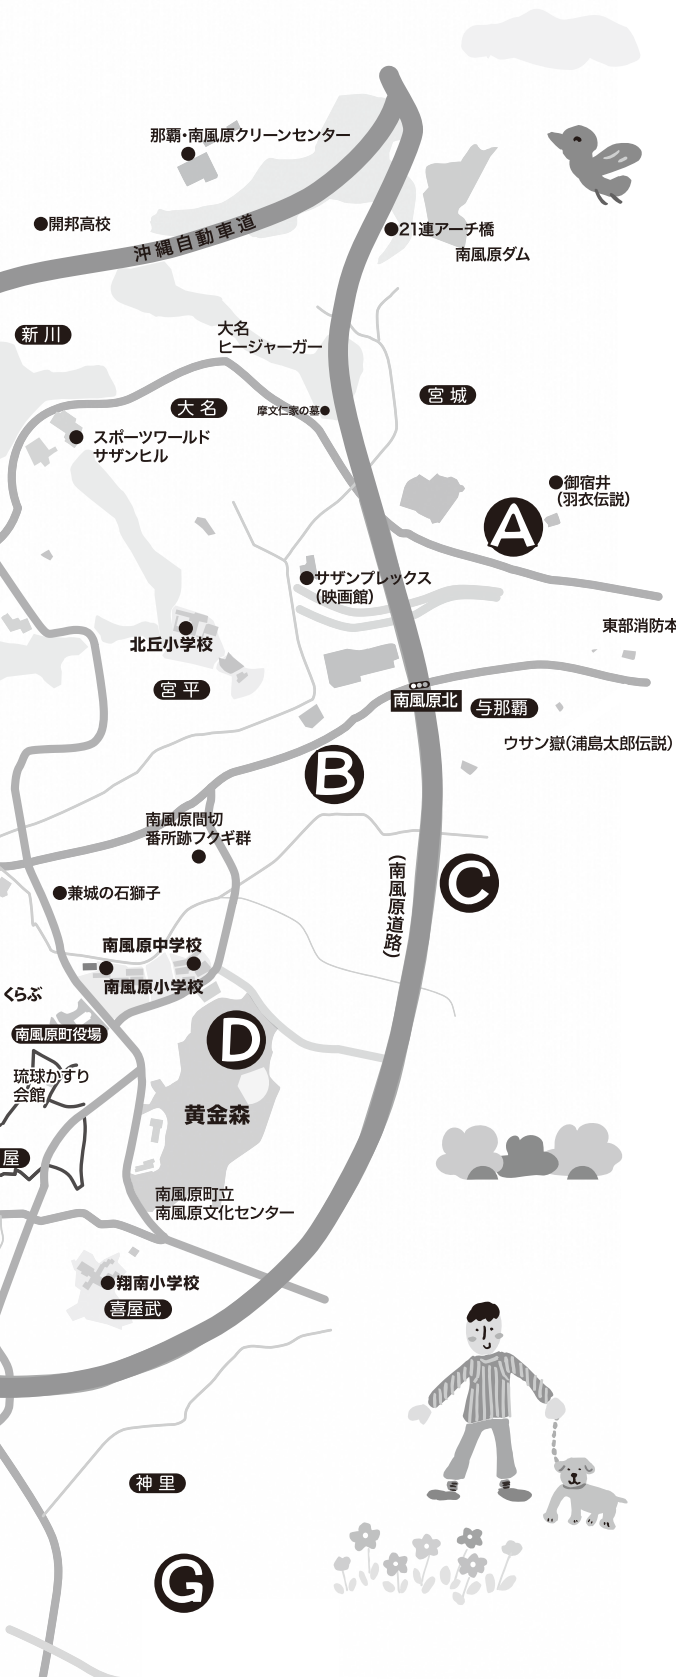 那覇・南風原クリーンセンター
開邦高校
沖縄自動車道
21連アーチ橋
南風原ダム
新川
大名
ヒージャーガー
大名
摩文仁家の墓
宮城
スポーツワールド
サザンヒル
御宿井
(羽衣伝説)
A
サザンプレックス
(映画館)
東部消防本
北丘小学校
宮平
南風原北
与那覇
ウサン嶽(浦島太郎伝説)
B
南風原間切
番所跡フクギ群
C
兼城の石獅子
(南風原道路)
南風原中学校
南風原小学校
くらぶ
南風原町役場
D
琉球かすり
会館
黄金森
屋
南風原町立
南風原文化センター
翔南小学校
喜屋武
神里
G